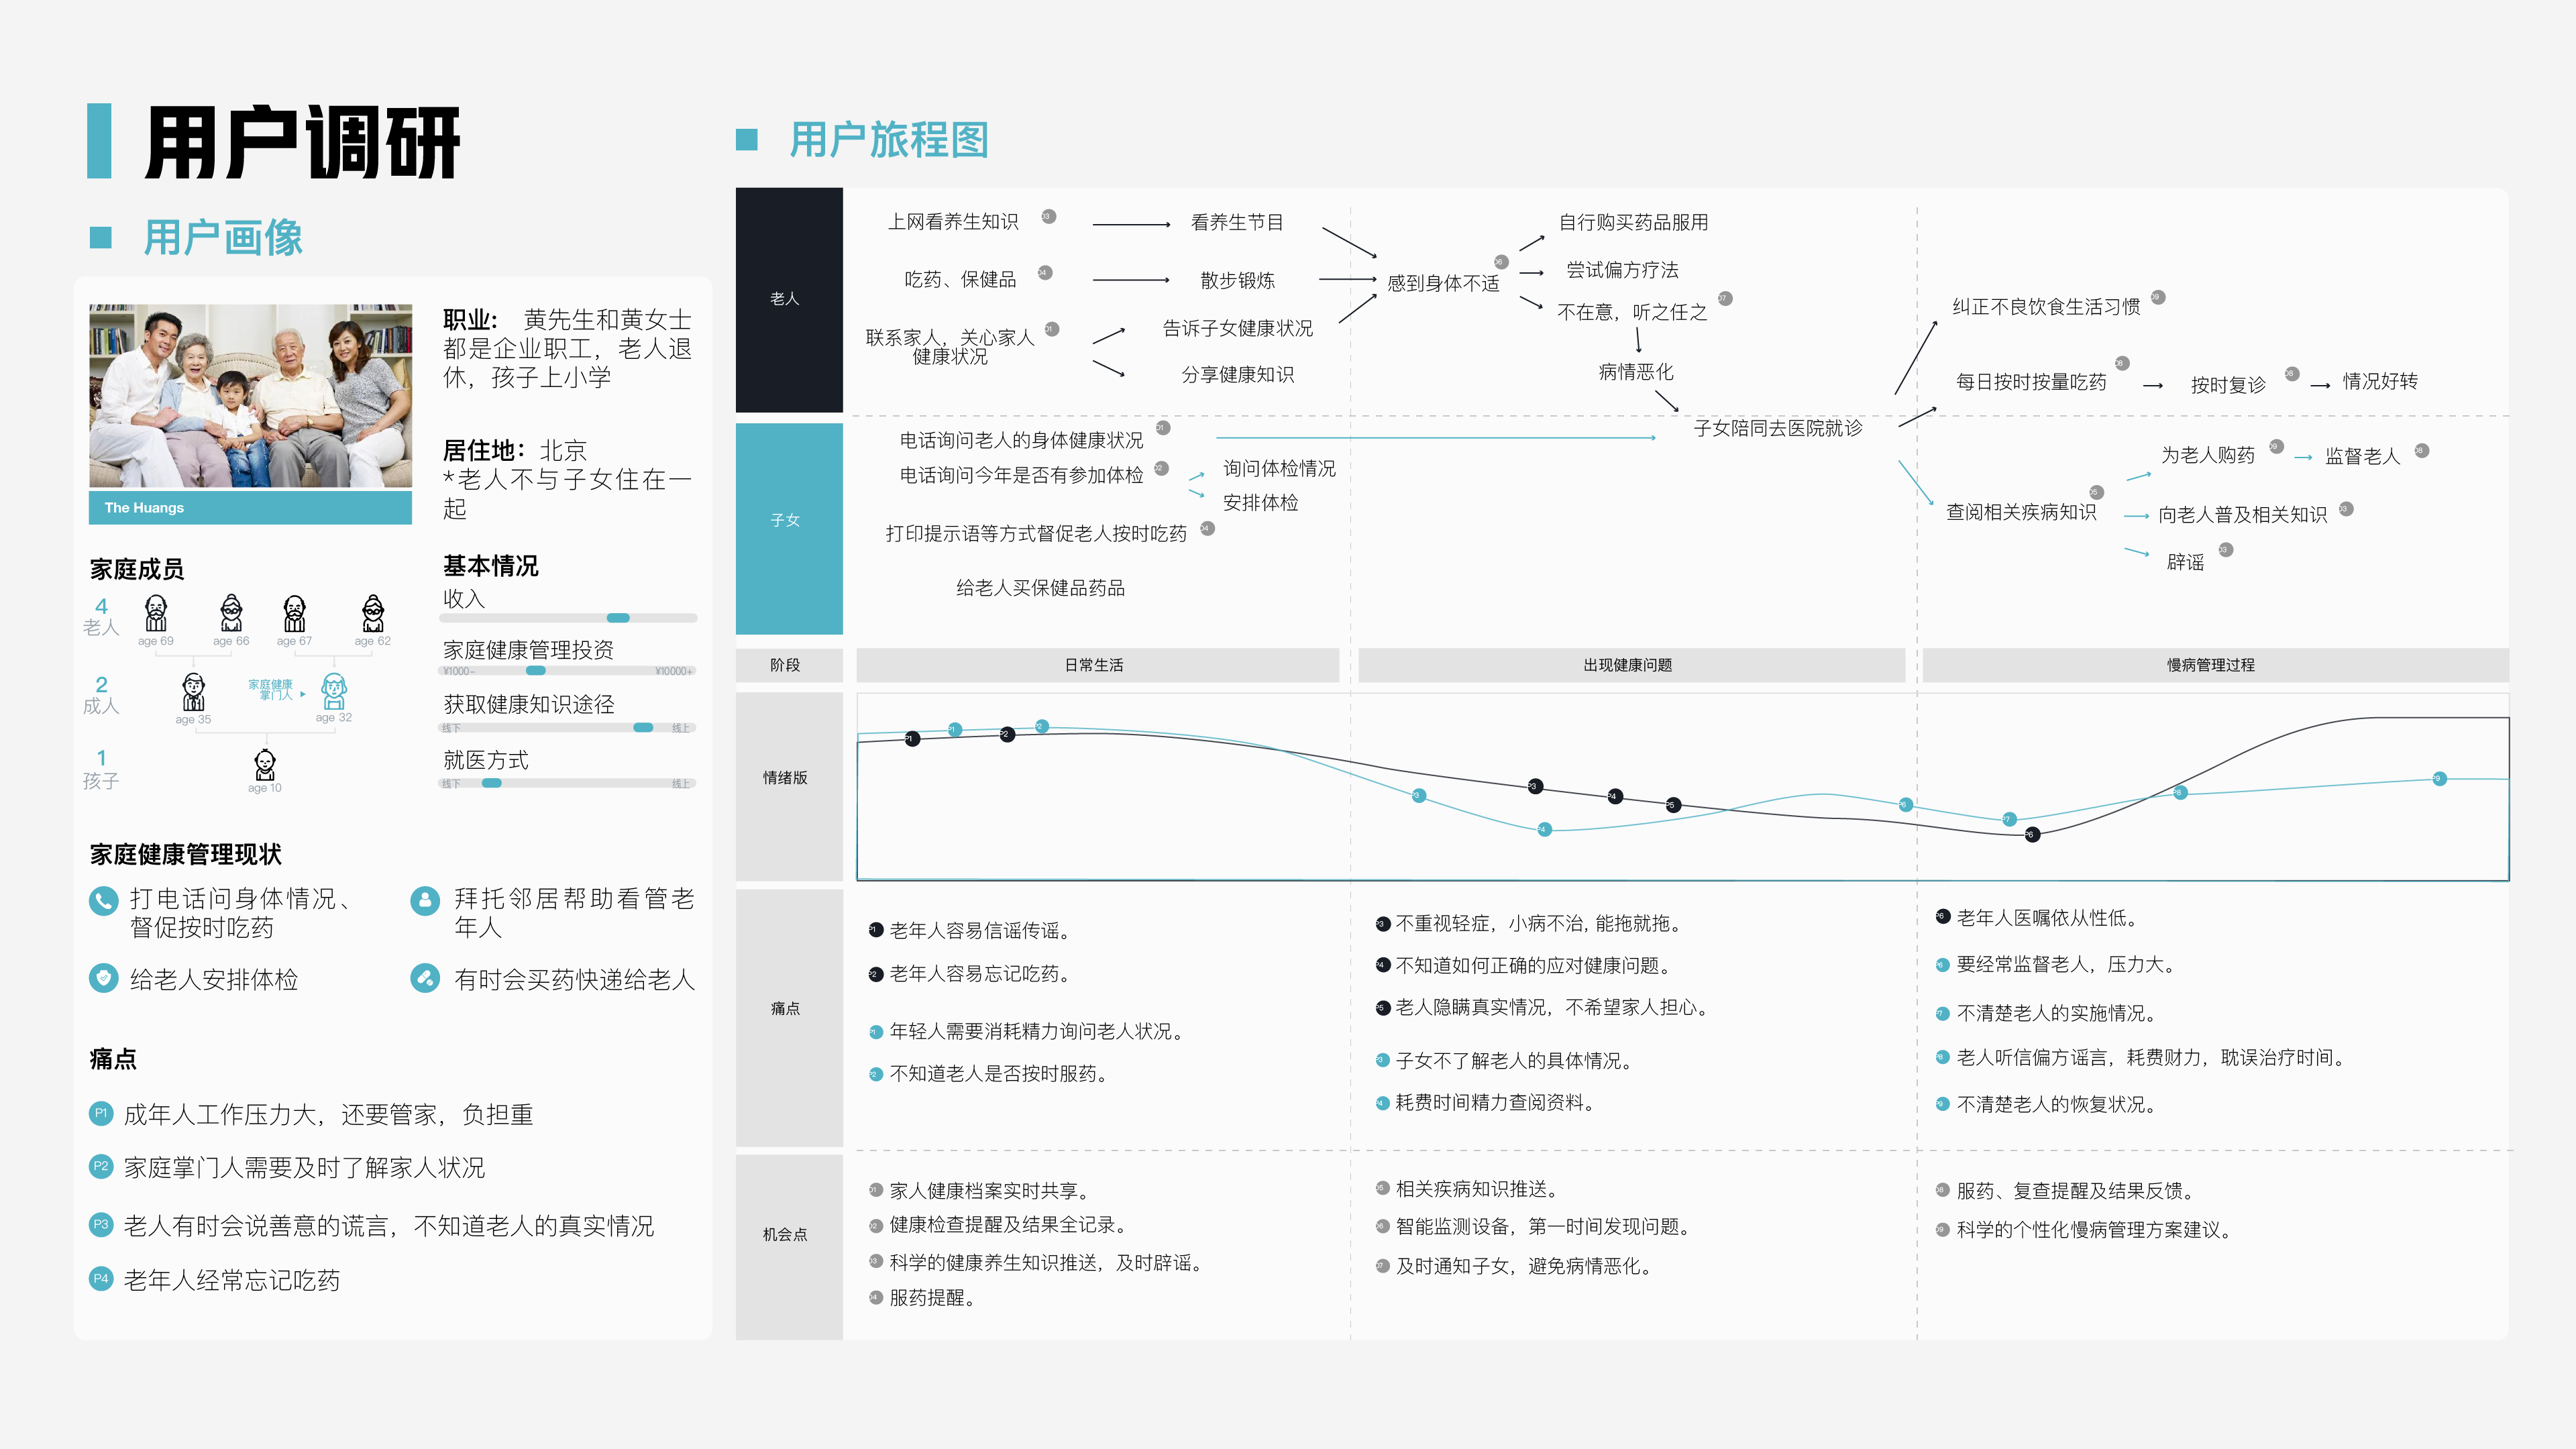 用户调研
用户画像
The Huangs
职业： 黄先生和黄女士
都是企业职工，老人退
休，孩子上小学
居住地：北京
*老人不与子女住在一
起
家庭成员
4
老人
age 69
age 66
age 67
age 62
2
成人
age 35
家庭健康
掌门人
age 32
1
孩子
age 10
基本情况
收入
家庭健康管理投资
¥1000-
¥10000+
获取健康知识途径
线下
线上
就医方式
线下
线上
家庭健康管理现状
打电话问身体情况、
督促按时吃药
拜托邻居帮助看管老
年人
给老人安排体检
有时会买药快递给老人
痛点
P1 成年人工作压力大，还要管家，负担重
P2 家庭掌门人需要及时了解家人状况
P3 老人有时会说善意的谎言，不知道老人的真实情况
P4 老年人经常忘记吃药
用户旅程图
老人
上网看养生知识
看养生节目
吃药、保健品
散步锻炼
联系家人，关心家人
健康状况
告诉子女健康状况
分享健康知识
感到身体不适
自行购买药品服用
尝试偏方疗法
不在意，听之任之
病情恶化
子女陪同去医院就诊
纠正不良饮食生活习惯
每日按时按量吃药
按时复诊
情况好转
子女
电话询问老人的身体健康状况
电话询问今年是否有参加体检
询问体检情况
安排体检
打印提示语等方式督促老人按时吃药
给老人买保健品药品
查阅相关疾病知识
为老人购药
监督老人
向老人普及相关知识
辟谣
阶段
日常生活
出现健康问题
慢病管理过程
情绪版
P1
P1
P2
P2
P3
P4
P3
P4
P5
P6
P7
P6
P8
P9
痛点
P1 老年人容易信谣传谣。
P2 老年人容易忘记吃药。
P1 年轻人需要消耗精力询问老人状况。
P2 不知道老人是否按时服药。
P3 不重视轻症，小病不治, 能拖就拖。
P4 不知道如何正确的应对健康问题。
P5 老人隐瞒真实情况，不希望家人担心。
P3 子女不了解老人的具体情况。
P4 耗费时间精力查阅资料。
P6 老年人医嘱依从性低。
P6 要经常监督老人，压力大。
P7 不清楚老人的实施情况。
P8 老人听信偏方谣言，耗费财力，耽误治疗时间。
P9 不清楚老人的恢复状况。
机会点
家人健康档案实时共享。
健康检查提醒及结果全记录。
科学的健康养生知识推送，及时辟谣。
服药提醒。
相关疾病知识推送。
智能监测设备，第一时间发现问题。
及时通知子女，避免病情恶化。
服药、复查提醒及结果反馈。
科学的个性化慢病管理方案建议。